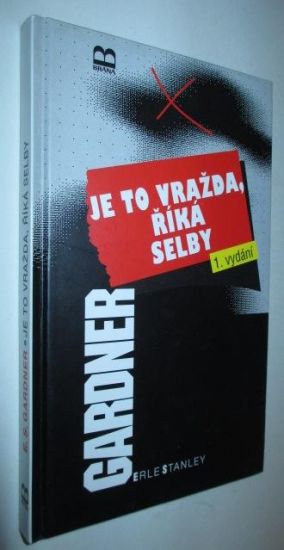 B
BRÁNA
JE TO VRAŽDA,
ŘÍKÁ
SELBY
1. vydání
GARDNER
ERLE STANLEY
E. S. GARDNER • JE TO VRAŽDA, ŘÍKÁ SELBY